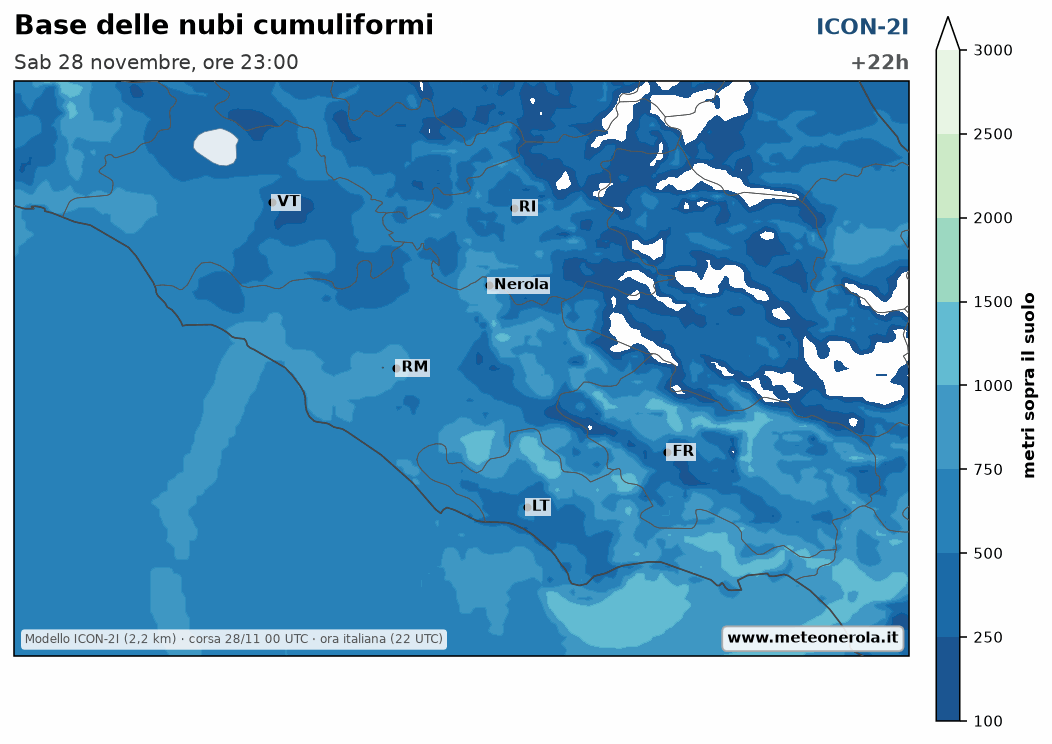 Base delle nubi cumuliformi
ICON-2I
Sab 28 novembre, ore 23:00
+22h
VT
RI
Nerola
RM
FR
LT
Modello ICON-2I (2,2 km) · corsa 28/11 00 UTC · ora italiana (22 UTC)
www.meteonerola.it
3000
2500
2000
1500
1000
750
500
250
100
metri sopra il suolo